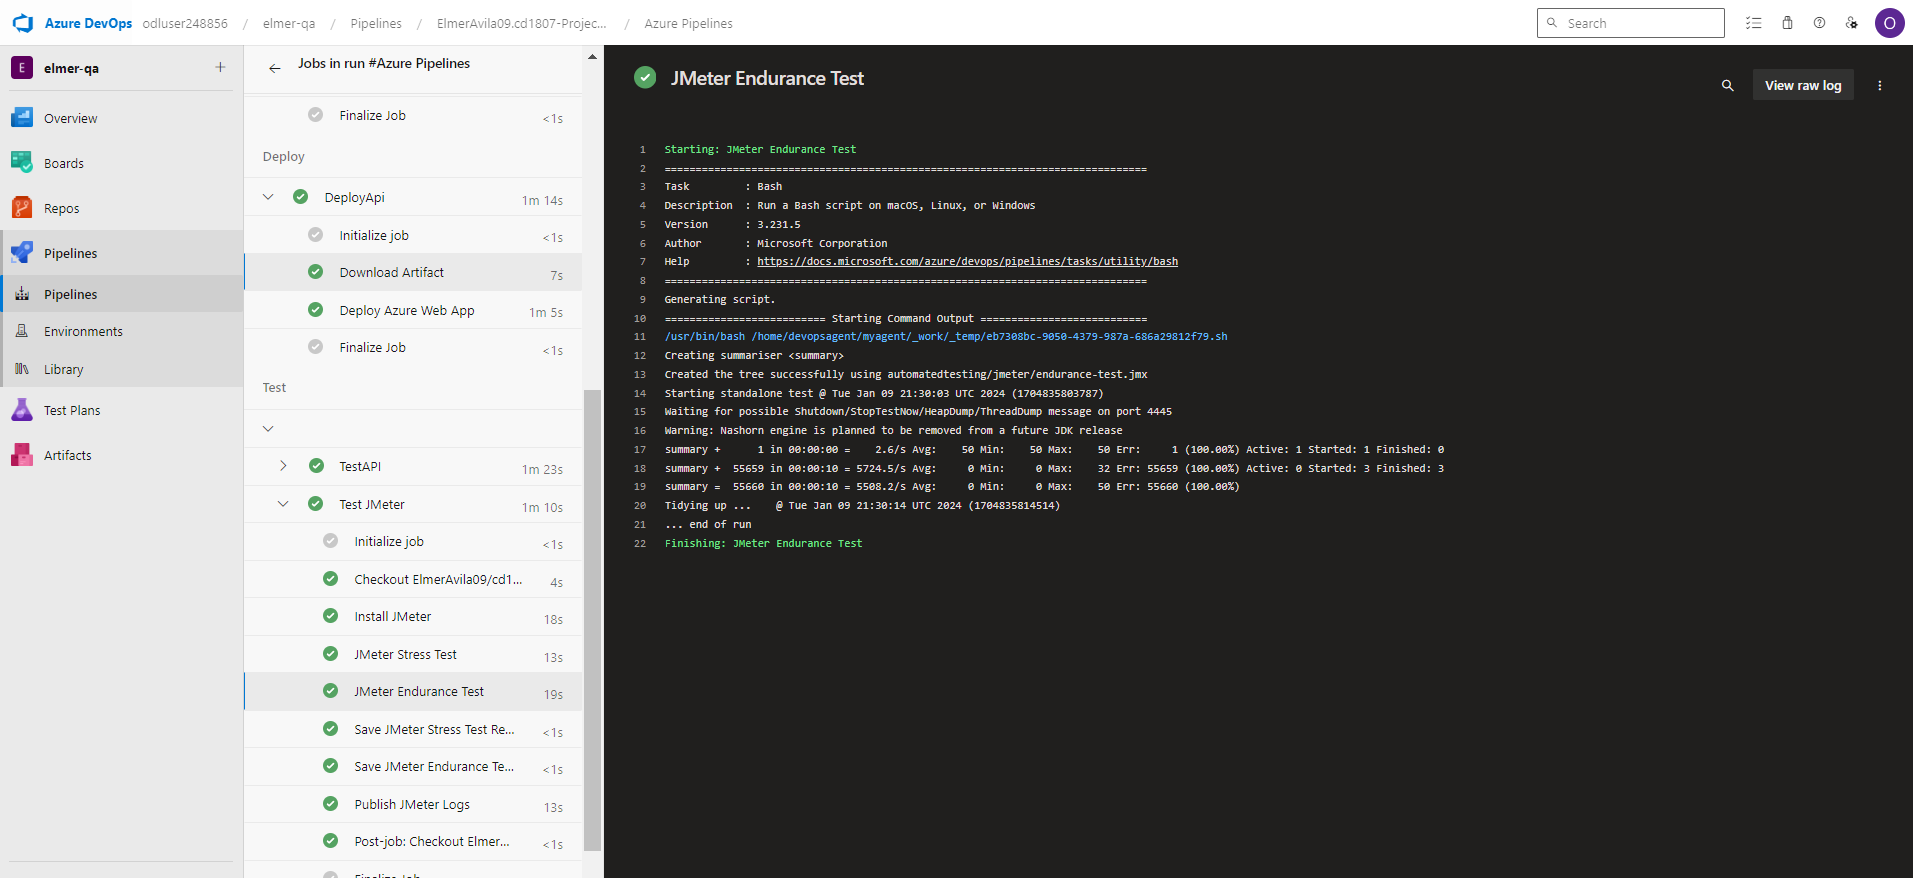 Azure DevOps odluser248856 / elmer-qa / Pipelines / ElmerAvila09.cd1807-Projec... / Azure Pipelines
Search
O
E elmer-qa +
Overview
Boards
Repos
Pipelines
Pipelines
Environments
Library
Test Plans
Artifacts
Jobs in run #Azure Pipelines
Finalize Job <1s
Deploy
DeployApi 1m 14s
Initialize job <1s
Download Artifact 7s
Deploy Azure Web App 1m 5s
Finalize Job <1s
Test
TestAPI 1m 23s
Test JMeter 1m 10s
Initialize job <1s
Checkout ElmerAvila09/cd1... 4s
Install JMeter 18s
JMeter Stress Test 13s
JMeter Endurance Test 19s
Save JMeter Stress Test Re... <1s
Save JMeter Endurance Te... <1s
Publish JMeter Logs 13s
Post-job: Checkout Elmer... <1s
Finalize Job
JMeter Endurance Test
View raw log
1 Starting: JMeter Endurance Test
2 ==============================================================================
3 Task         : Bash
4 Description  : Run a Bash script on macOS, Linux, or Windows
5 Version      : 3.231.5
6 Author       : Microsoft Corporation
7 Help         : https://docs.microsoft.com/azure/devops/pipelines/tasks/utility/bash
8 ==============================================================================
9 Generating script.
10 ========================== Starting Command Output ===========================
11 /usr/bin/bash /home/devopsagent/myagent/_work/_temp/eb7308bc-9050-4379-987a-686a29812f79.sh
12 Creating summariser <summary>
13 Created the tree successfully using automatedtesting/jmeter/endurance-test.jmx
14 Starting standalone test @ Tue Jan 09 21:30:03 UTC 2024 (1704835803787)
15 Waiting for possible Shutdown/StopTestNow/HeapDump/ThreadDump message on port 4445
16 Warning: Nashorn engine is planned to be removed from a future JDK release
17 summary +      1 in 00:00:00 =    2.6/s Avg:    50 Min:    50 Max:    50 Err:     1 (100.00%) Active: 1 Started: 1 Finished: 0
18 summary +  55659 in 00:00:10 = 5724.5/s Avg:     0 Min:     0 Max:    32 Err: 55659 (100.00%) Active: 0 Started: 3 Finished: 3
19 summary =  55660 in 00:00:10 = 5508.2/s Avg:     0 Min:     0 Max:    50 Err: 55660 (100.00%)
20 Tidying up ...    @ Tue Jan 09 21:30:14 UTC 2024 (1704835814514)
21 ... end of run
22 Finishing: JMeter Endurance Test